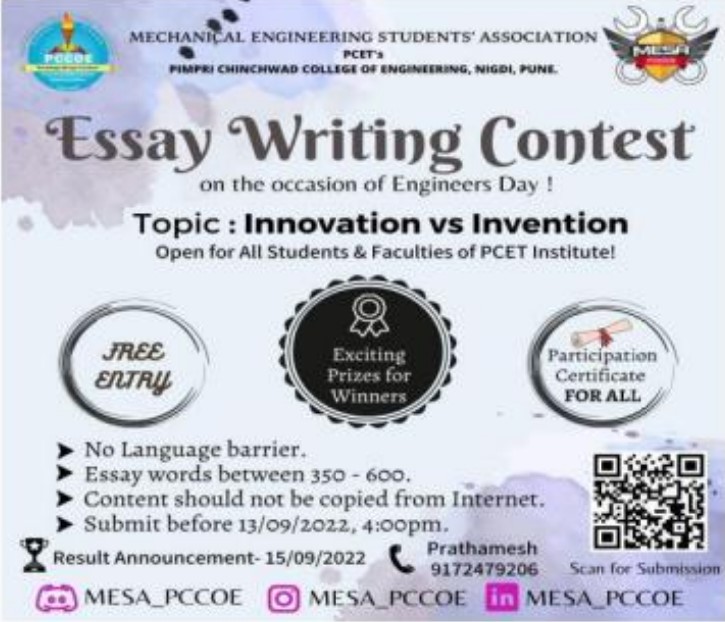 MECHANICAL ENGINEERING STUDENTS' ASSOCIATION
PCET's
PIMPRI CHINCHWAD COLLEGE OF ENGINEERING, NIGDI, PUNE.
PCCOE
MESA
Essay Writing Contest
on the occasion of Engineers Day !
Topic : Innovation vs Invention
Open for All Students & Faculties of PCET Institute!
FREE
ENTRY
Exciting
Prizes for
Winners
Participation
Certificate
FOR ALL
➤ No Language barrier.
➤ Essay words between 350 - 600.
➤ Content should not be copied from Internet.
➤ Submit before 13/09/2022, 4:00pm.
Result Announcement- 15/09/2022
Prathamesh
9172479206
Scan for Submission
MESA_PCCOE
MESA_PCCOE
in MESA_PCCOE